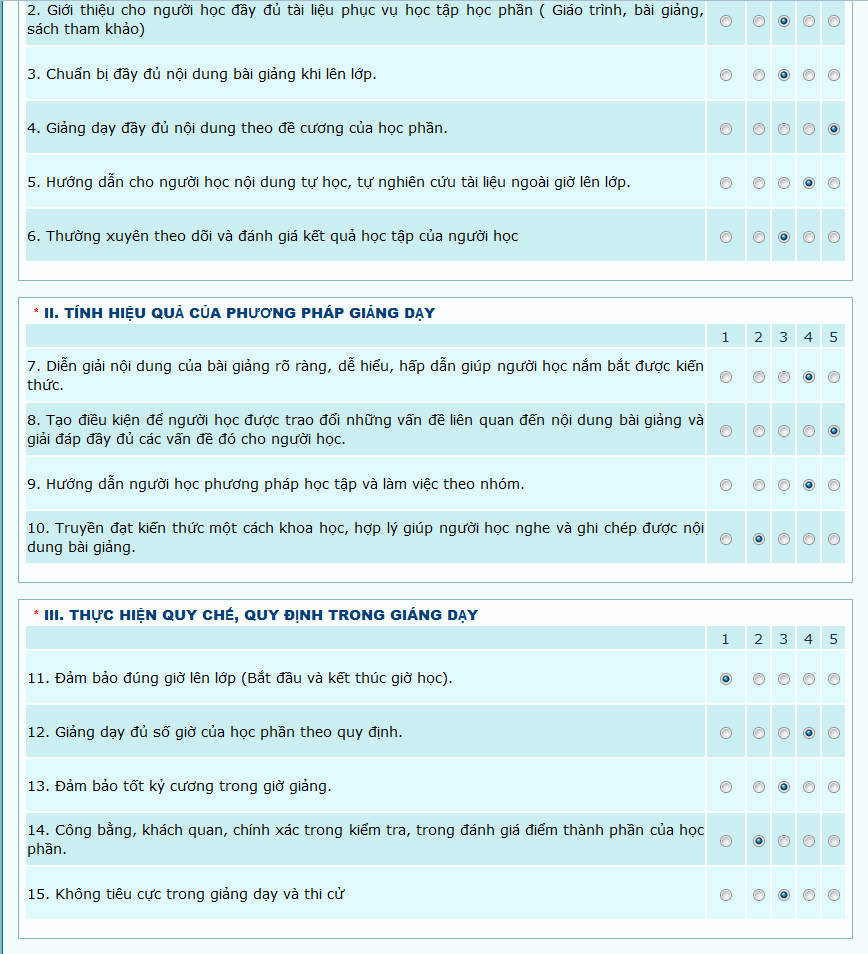 2. Giới thiệu cho người học đầy đủ tài liệu phục vụ học tập học phần ( Giáo trình, bài giảng,
sách tham khảo)
3. Chuẩn bị đầy đủ nội dung bài giảng khi lên lớp.
4. Giảng dạy đầy đủ nội dung theo đề cương của học phần.
5. Hướng dẫn cho người học nội dung tự học, tự nghiên cứu tài liệu ngoài giờ lên lớp.
6. Thường xuyên theo dõi và đánh giá kết quả học tập của người học
* II. TÍNH HIỆU QUẢ CỦA PHƯƠNG PHÁP GIẢNG DẠY
1 2 3 4 5
7. Diễn giải nội dung của bài giảng rõ ràng, dễ hiểu, hấp dẫn giúp người học nắm bắt được kiến
thức.
8. Tạo điều kiện để người học được trao đổi những vấn đề liên quan đến nội dung bài giảng và
giải đáp đầy đủ các vấn đề đó cho người học.
9. Hướng dẫn người học phương pháp học tập và làm việc theo nhóm.
10. Truyền đạt kiến thức một cách khoa học, hợp lý giúp người học nghe và ghi chép được nội
dung bài giảng.
* III. THỰC HIỆN QUY CHẾ, QUY ĐỊNH TRONG GIẢNG DẠY
1 2 3 4 5
11. Đảm bảo đúng giờ lên lớp (Bắt đầu và kết thúc giờ học).
12. Giảng dạy đủ số giờ của học phần theo quy định.
13. Đảm bảo tốt kỷ cương trong giờ giảng.
14. Công bằng, khách quan, chính xác trong kiểm tra, trong đánh giá điểm thành phần của học
phần.
15. Không tiêu cực trong giảng dạy và thi cử